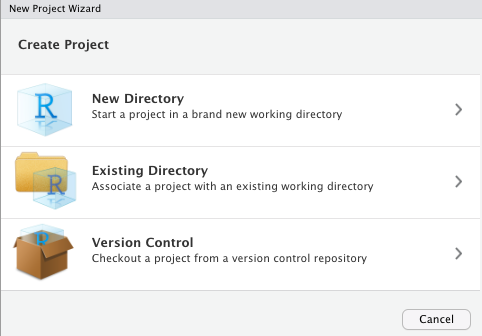 New Project Wizard
Create Project
New Directory
Start a project in a brand new working directory
Existing Directory
Associate a project with an existing working directory
Version Control
Checkout a project from a version control repository
Cancel